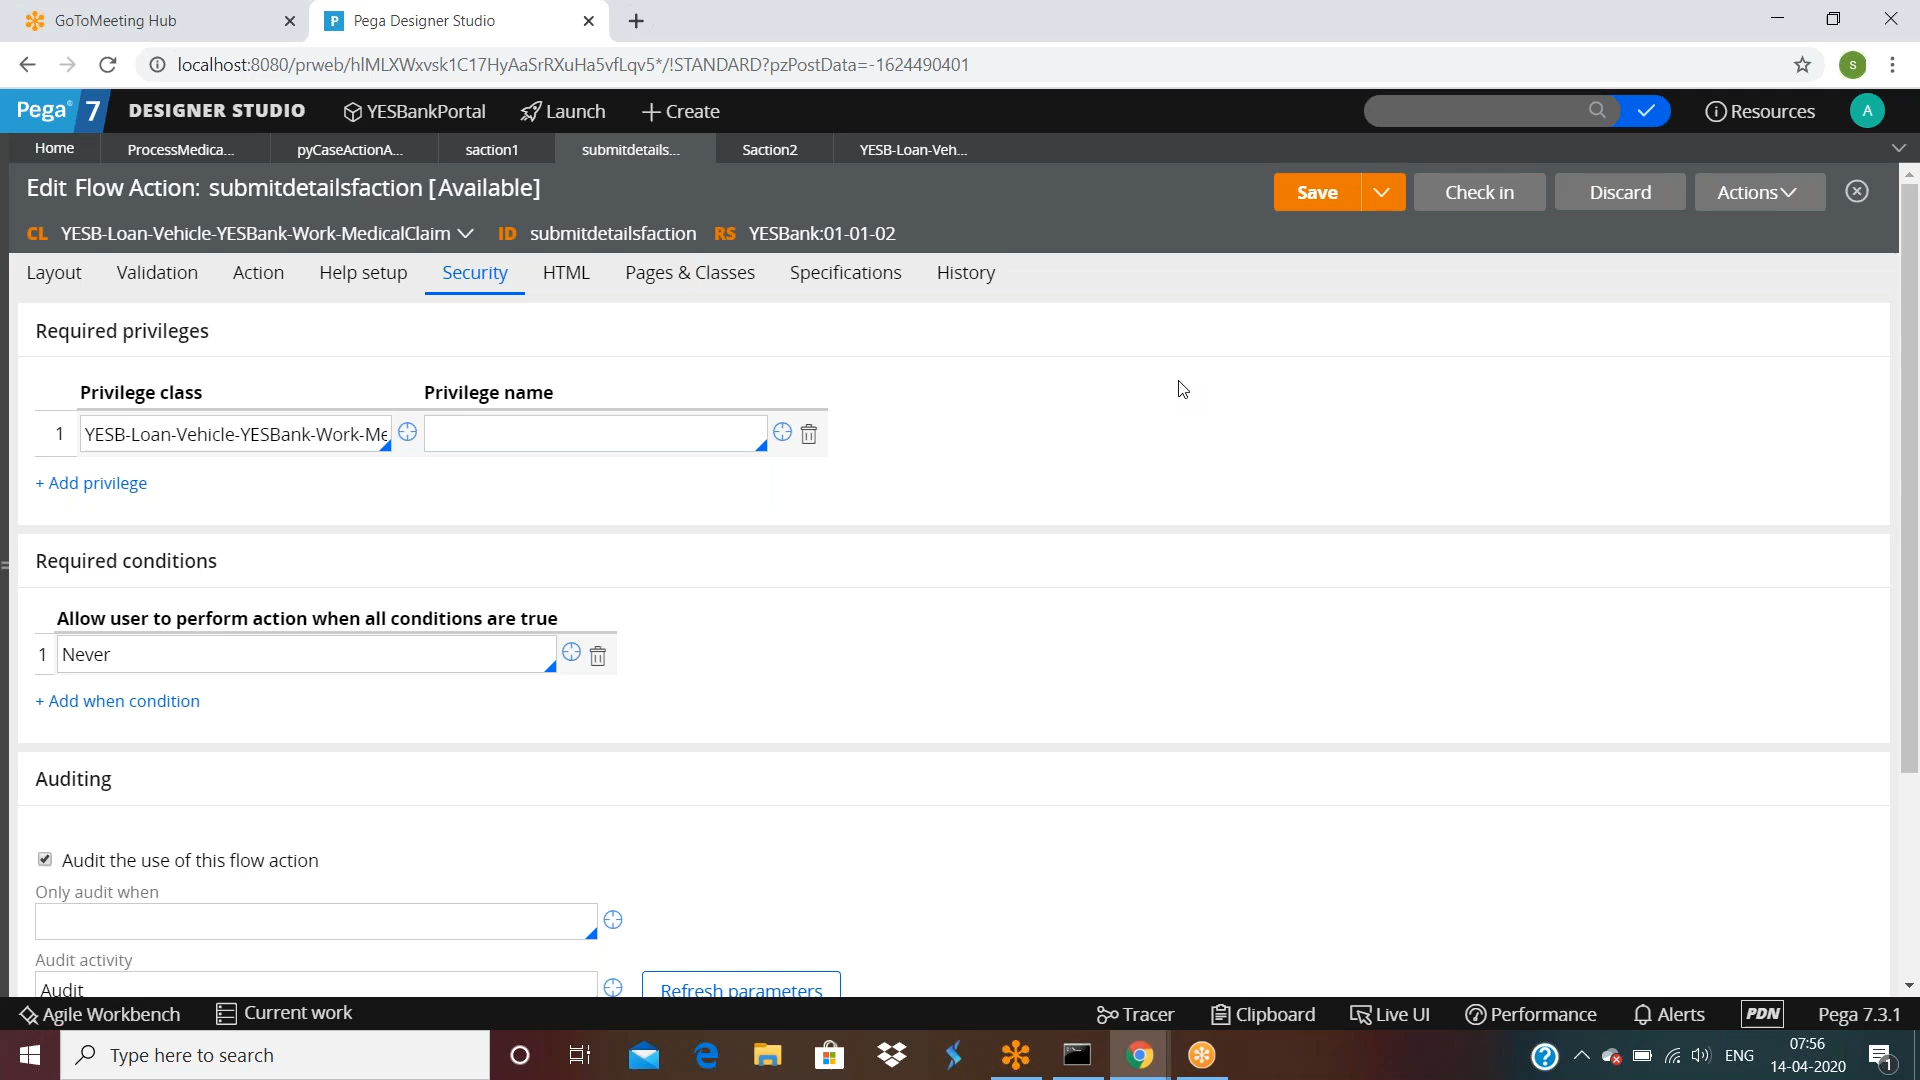 GoToMeeting Hub
P Pega Designer Studio
localhost:8080/prweb/hIMLXWxvsk1C17HyAaSrRXuHa5vfLqv5*/!STANDARD?pzPostData=-1624490401
s
Pega 7 DESIGNER STUDIO YESBankPortal Launch + Create Resources A
Home ProcessMedica... pyCaseActionA... saction1 submitdetails... Saction2 YESB-Loan-Veh...
Edit Flow Action: submitdetailsfaction [Available]
Save Check in Discard Actions
CL YESB-Loan-Vehicle-YESBank-Work-MedicalClaim ID submitdetailsfaction RS YESBank:01-01-02
Layout Validation Action Help setup Security HTML Pages & Classes Specifications History
Required privileges
Privilege class Privilege name
1 YESB-Loan-Vehicle-YESBank-Work-Me
+ Add privilege
Required conditions
Allow user to perform action when all conditions are true
1 Never
+ Add when condition
Auditing
Audit the use of this flow action
Only audit when
Audit activity
Audit Refresh parameters
Agile Workbench Current work Tracer Clipboard Live UI Performance Alerts PDN Pega 7.3.1
Type here to search
ENG
07:56
14-04-2020
1